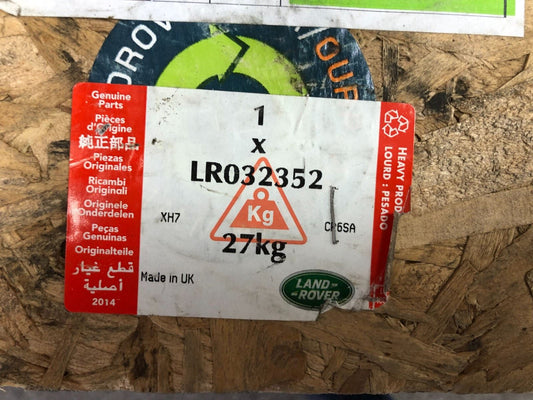 Genuine
Parts
Pièces
d'origine
純正部品
Piezas
Originales
Ricambi
Originali
Originele
Onderdelen
Peças
Genuinas
Originalteile
قطع غيار
أصلية
2014
1
x
LR032352
Kg
27kg
XH7
CP6SA
Made in UK
LAND
ROVER
HEAVY PROD
LOURD : PESADO